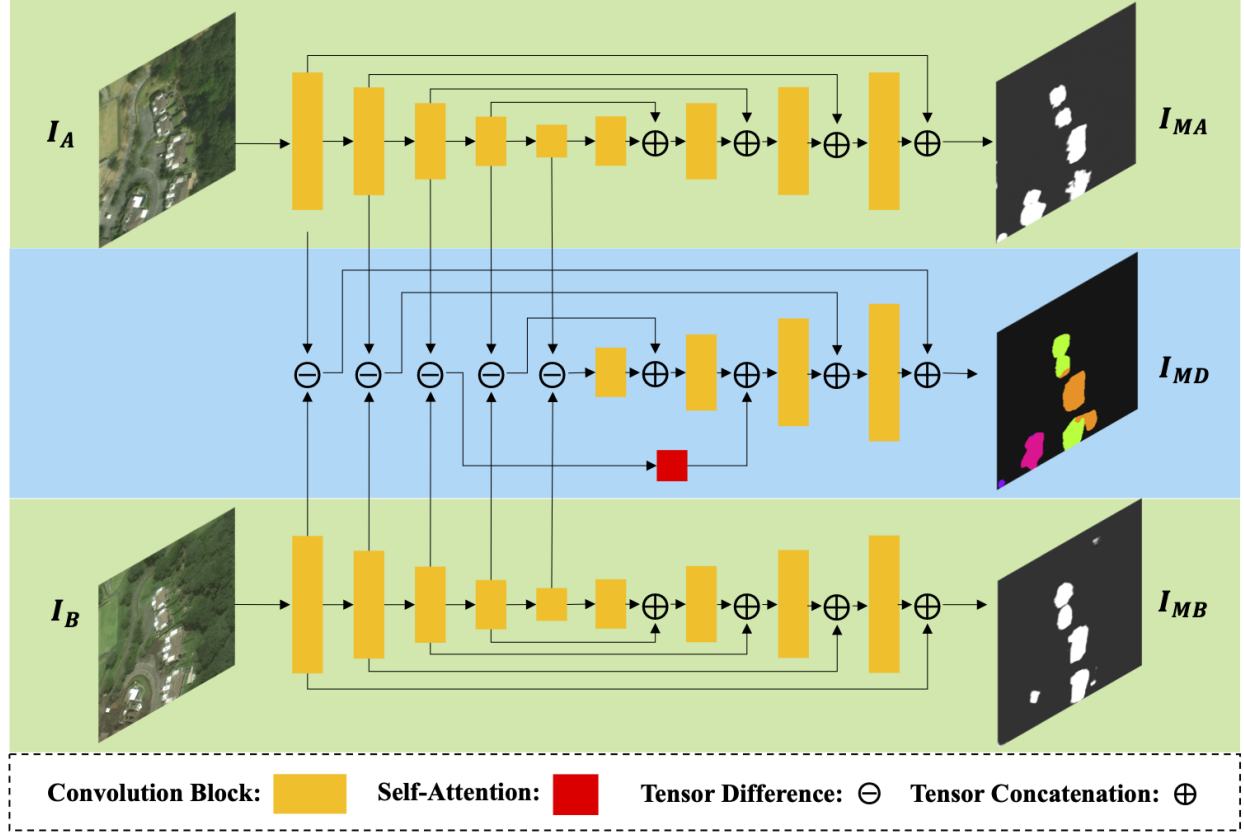 I_A
I_MA
I_MD
I_B
I_MB
Convolution Block: Self-Attention: Tensor Difference: ⊖ Tensor Concatenation: ⊕